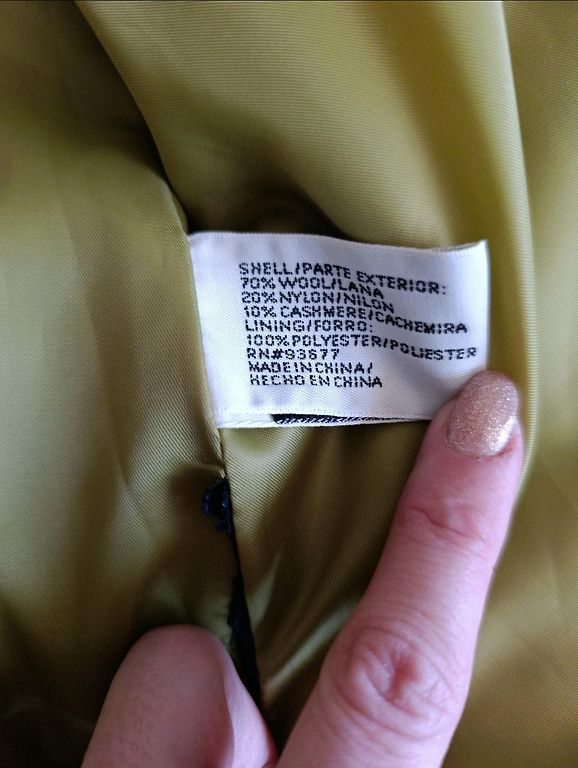 SHELL/PARTE EXTERIOR:
70% WOOL/LANA
20% NYLON/NILON
10% CASHMERE/CACHEMIRA
LINING/FORRO:
100% POLYESTER/POLIESTER
RN#93677
MADE IN CHINA/
HECHO EN CHINA